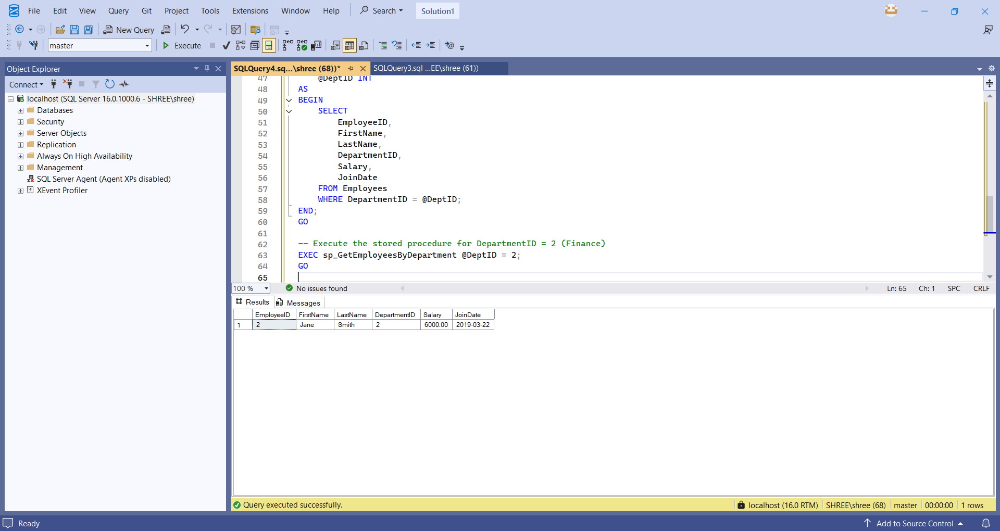 File Edit View Query Git Project Tools Extensions Window Help Search Solution1
New Query
master Execute
Object Explorer
Connect
localhost (SQL Server 16.0.1000.6 - SHREE\shree)
Databases
Security
Server Objects
Replication
Always On High Availability
Management
SQL Server Agent (Agent XPs disabled)
XEvent Profiler
SQLQuery4.sq...\shree (68))* SQLQuery3.sql ...EE\shree (61))
47 @DeptID INT
48 AS
49 BEGIN
50 SELECT
51 EmployeeID,
52 FirstName,
53 LastName,
54 DepartmentID,
55 Salary,
56 JoinDate
57 FROM Employees
58 WHERE DepartmentID = @DeptID;
59 END;
60 GO
61
62 -- Execute the stored procedure for DepartmentID = 2 (Finance)
63 EXEC sp_GetEmployeesByDepartment @DeptID = 2;
64 GO
65
100 % No issues found Ln: 65 Ch: 1 SPC CRLF
Results Messages
EmployeeID FirstName LastName DepartmentID Salary JoinDate
1 2 Jane Smith 2 6000.00 2019-03-22
Query executed successfully. localhost (16.0 RTM) SHREE\shree (68) master 00:00:00 1 rows
Ready Add to Source Control